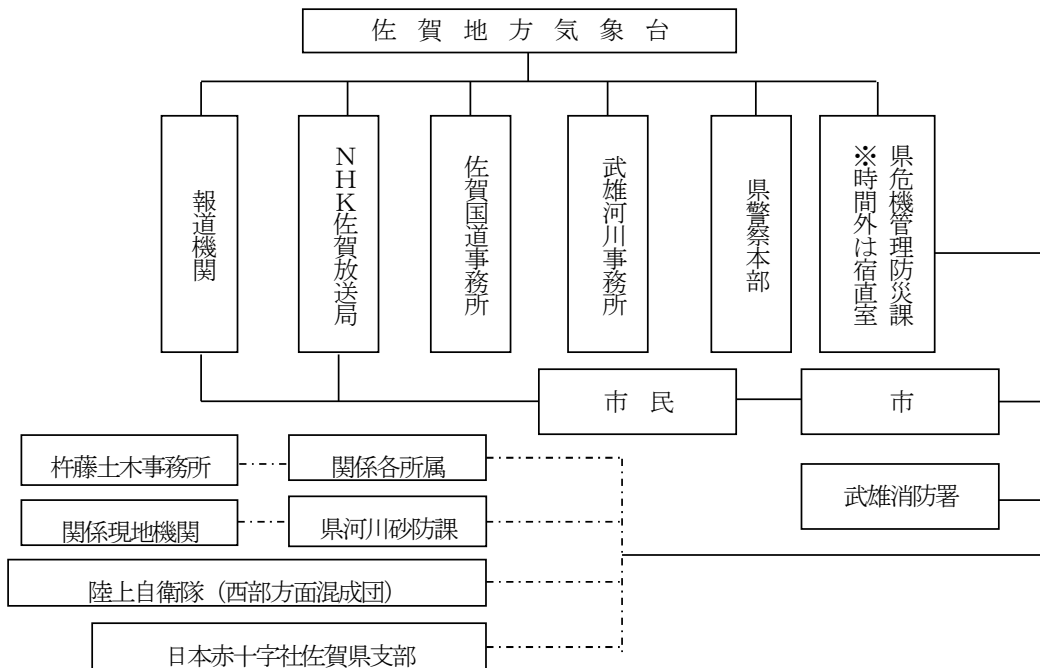 佐賀地方気象台
報道機関
NHK佐賀放送局
佐賀国道事務所
武雄河川事務所
県警察本部
県危機管理防災課
※時間外は宿直室
市民
市
杵藤土木事務所
関係各所属
武雄消防署
関係現地機関
県河川砂防課
陸上自衛隊（西部方面混成団）
日本赤十字社佐賀県支部